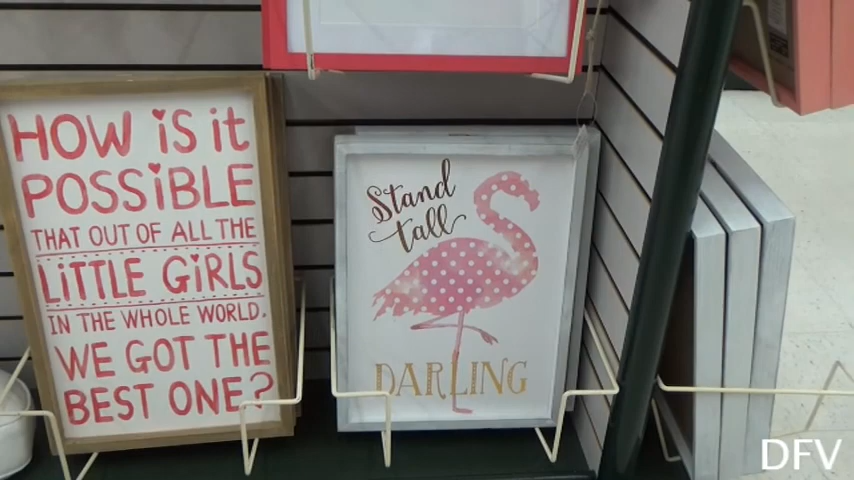 HOW iS it
POSSiBLE
THAT OUT OF ALL THE
LiTTLE GiRLS
IN THE WHOLE WORLD.
WE GOT THE
BEST ONE?
Stand
tall
DARLING
DFV